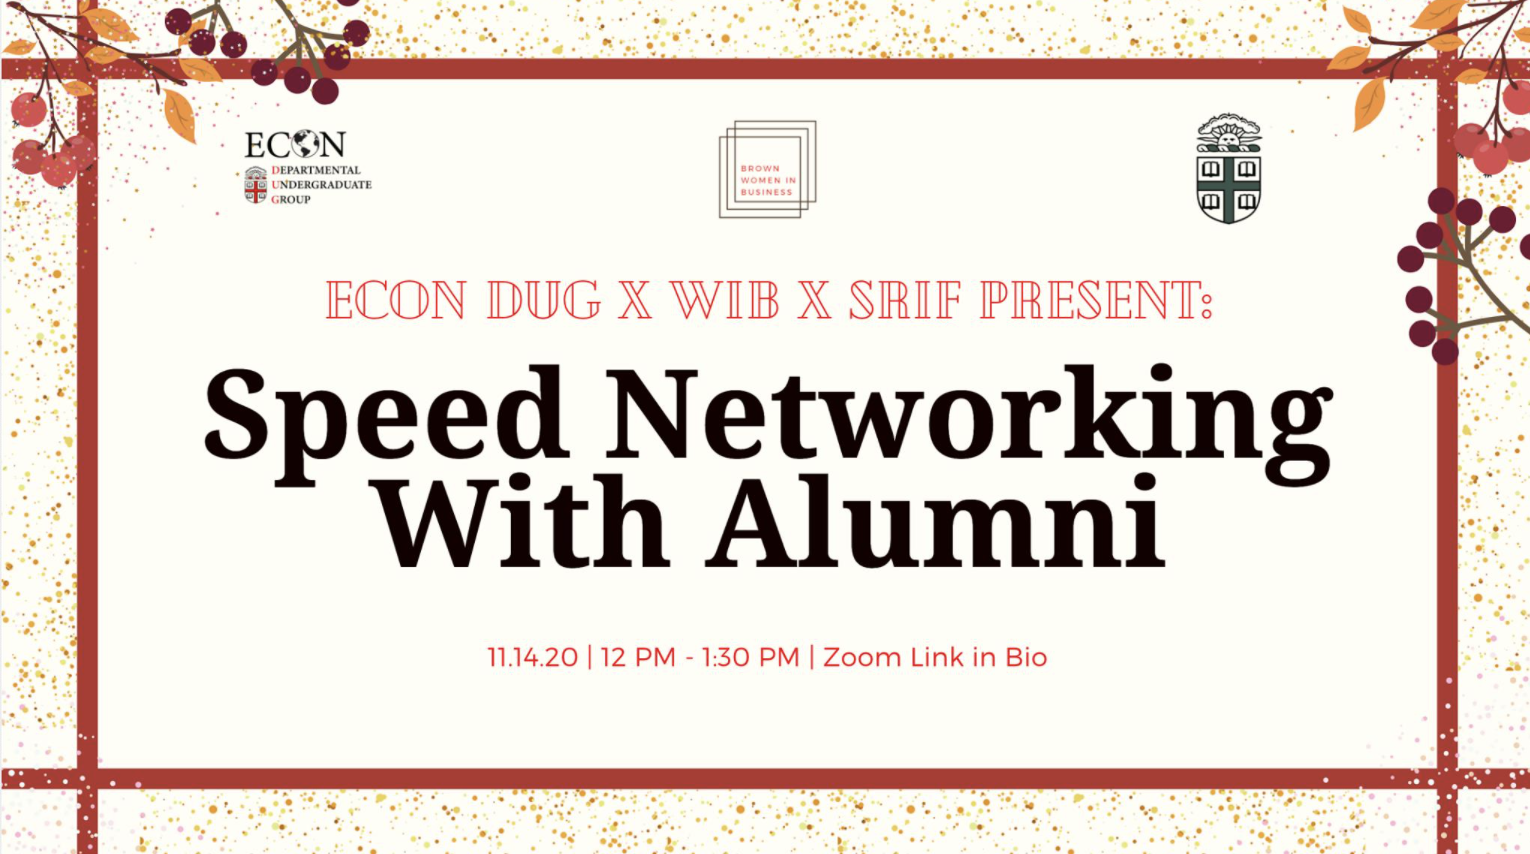 ECON
DEPARTMENTAL
UNDERGRADUATE
GROUP
BROWN
WOMEN IN
BUSINESS
ECON DUG X WIB X SRIF PRESENT:
Speed Networking
With Alumni
11.14.20 | 12 PM - 1:30 PM | Zoom Link in Bio